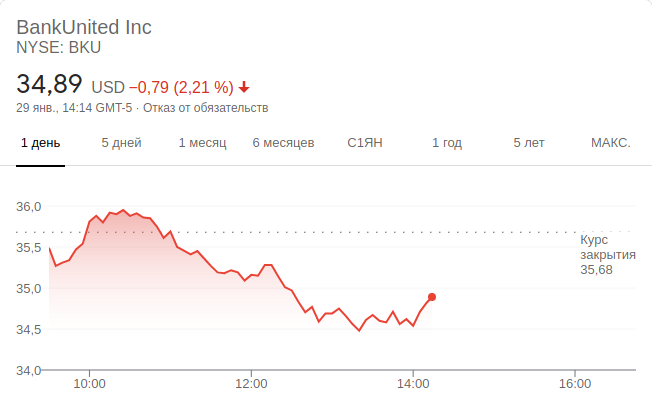 BankUnited Inc
NYSE: BKU
34,89 USD −0,79 (2,21 %)
29 янв., 14:14 GMT-5 · Отказ от обязательств
1 день 5 дней 1 месяц 6 месяцев С1ЯН 1 год 5 лет МАКС.
36,0
35,5
35,0
34,5
34,0
Курс
закрытия
35,68
10:00 12:00 14:00 16:00